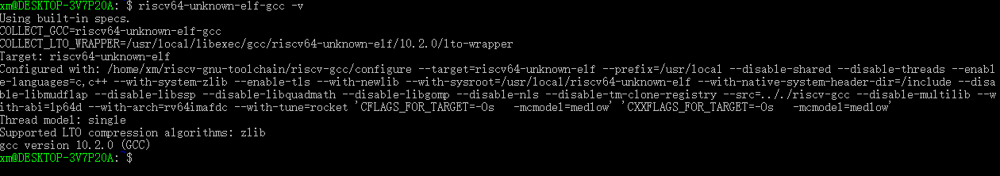 xm@DESKTOP-3V7P20A:~$ riscv64-unknown-elf-gcc -v
Using built-in specs.
COLLECT_GCC=riscv64-unknown-elf-gcc
COLLECT_LTO_WRAPPER=/usr/local/libexec/gcc/riscv64-unknown-elf/10.2.0/lto-wrapper
Target: riscv64-unknown-elf
Configured with: /home/xm/riscv-gnu-toolchain/riscv-gcc/configure --target=riscv64-unknown-elf --prefix=/usr/local --disable-shared --disable-threads --enabl
e-languages=c,c++ --with-system-zlib --enable-tls --with-newlib --with-sysroot=/usr/local/riscv64-unknown-elf --with-native-system-header-dir=/include --disa
ble-libmudflap --disable-libssp --disable-libquadmath --disable-libgomp --disable-nls --disable-tm-clone-registry --src=.././riscv-gcc --disable-multilib --w
ith-abi=lp64d --with-arch=rv64imafdc --with-tune=rocket 'CFLAGS_FOR_TARGET=-Os   -mcmodel=medlow' 'CXXFLAGS_FOR_TARGET=-Os   -mcmodel=medlow'
Thread model: single
Supported LTO compression algorithms: zlib
gcc version 10.2.0 (GCC)
xm@DESKTOP-3V7P20A:~$